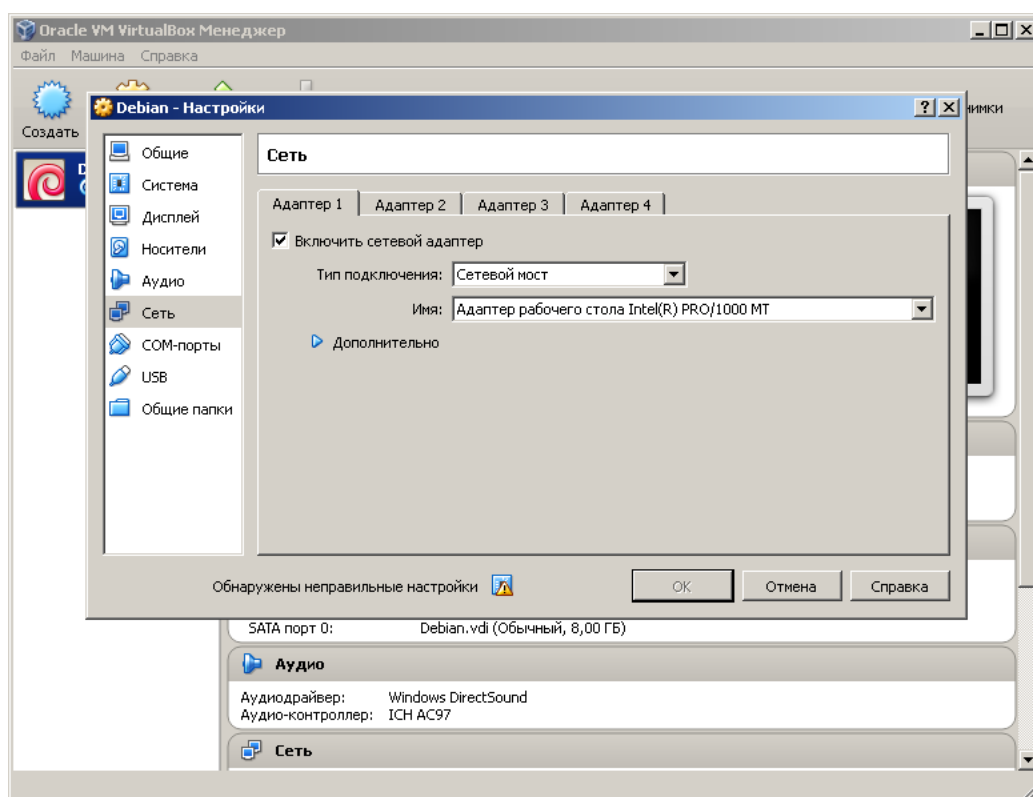 Oracle VM VirtualBox Менеджер
Файл Машина Справка
Создать
нимки
Debian - Настройки
Общие
Система
Дисплей
Носители
Аудио
Сеть
COM-порты
USB
Общие папки
Сеть
Адаптер 1 Адаптер 2 Адаптер 3 Адаптер 4
Включить сетевой адаптер
Тип подключения: Сетевой мост
Имя: Адаптер рабочего стола Intel(R) PRO/1000 MT
Дополнительно
Обнаружены неправильные настройки
OK Отмена Справка
SATA порт 0: Debian.vdi (Обычный, 8,00 ГБ)
Аудио
Аудиодрайвер: Windows DirectSound
Аудио-контроллер: ICH AC97
Сеть